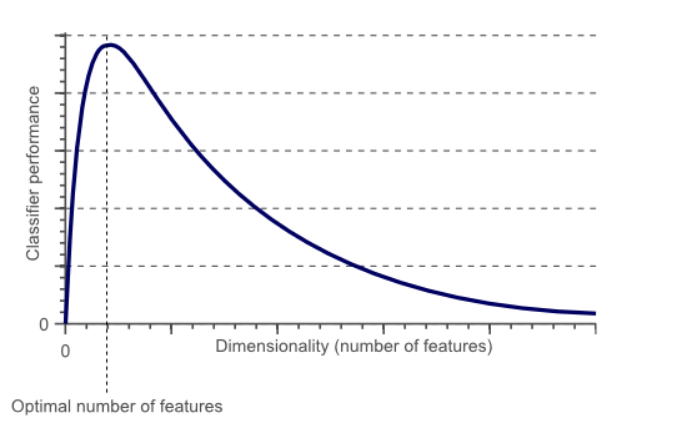 Classifier performance
0
0
Dimensionality (number of features)
Optimal number of features